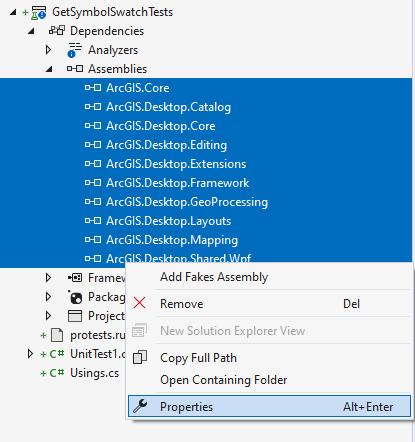 GetSymbolSwatchTests
Dependencies
Analyzers
Assemblies
ArcGIS.Core
ArcGIS.Desktop.Catalog
ArcGIS.Desktop.Core
ArcGIS.Desktop.Editing
ArcGIS.Desktop.Extensions
ArcGIS.Desktop.Framework
ArcGIS.Desktop.GeoProcessing
ArcGIS.Desktop.Layouts
ArcGIS.Desktop.Mapping
ArcGIS.Desktop.Shared.Wpf
Framew
Packag
Project
protests.ru
C# UnitTest1.c
C# Usings.cs
Add Fakes Assembly
Remove Del
New Solution Explorer View
Copy Full Path
Open Containing Folder
Properties Alt+Enter